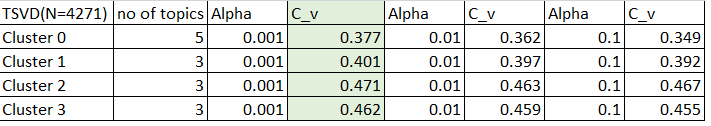 TSVD(N=4271) no of topics Alpha C_v Alpha C_v Alpha C_v
Cluster 0 5 0.001 0.377 0.01 0.362 0.1 0.349
Cluster 1 3 0.001 0.401 0.01 0.397 0.1 0.392
Cluster 2 3 0.001 0.471 0.01 0.463 0.1 0.467
Cluster 3 3 0.001 0.462 0.01 0.459 0.1 0.455